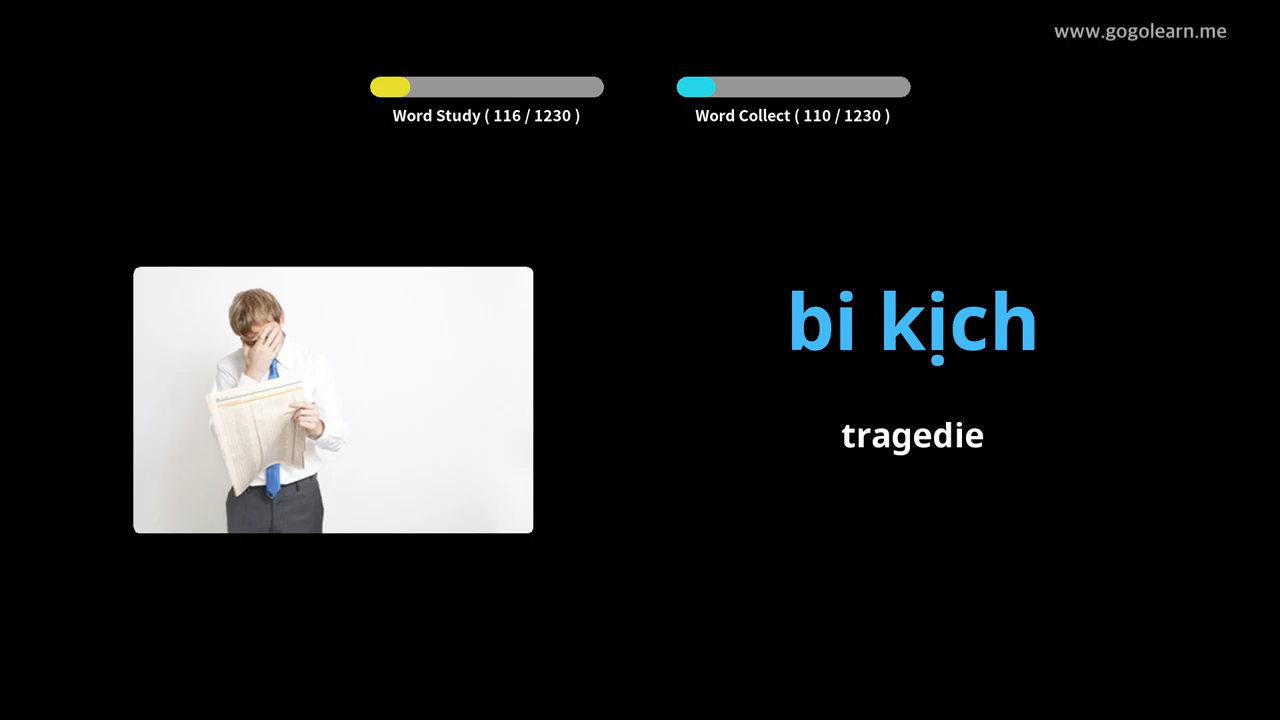 www.gogolearn.me
Word Study ( 116 / 1230 )
Word Collect ( 110 / 1230 )
bi kịch
tragedie